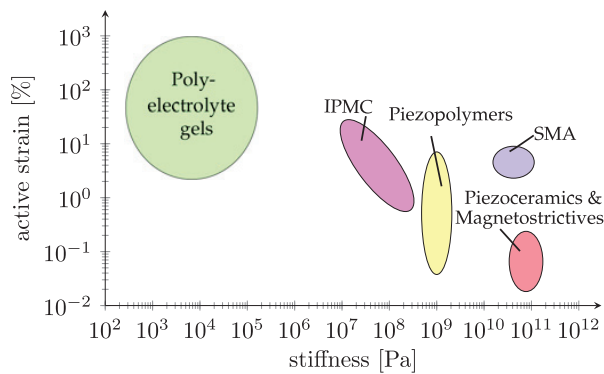 active strain [%]
10³
10²
10¹
10⁰
10⁻¹
10⁻²
Poly-
electrolyte
gels
IPMC
Piezopolymers
SMA
Piezoceramics &
Magnetostrictives
10² 10³ 10⁴ 10⁵ 10⁶ 10⁷ 10⁸ 10⁹ 10¹⁰ 10¹¹ 10¹²
stiffness [Pa]